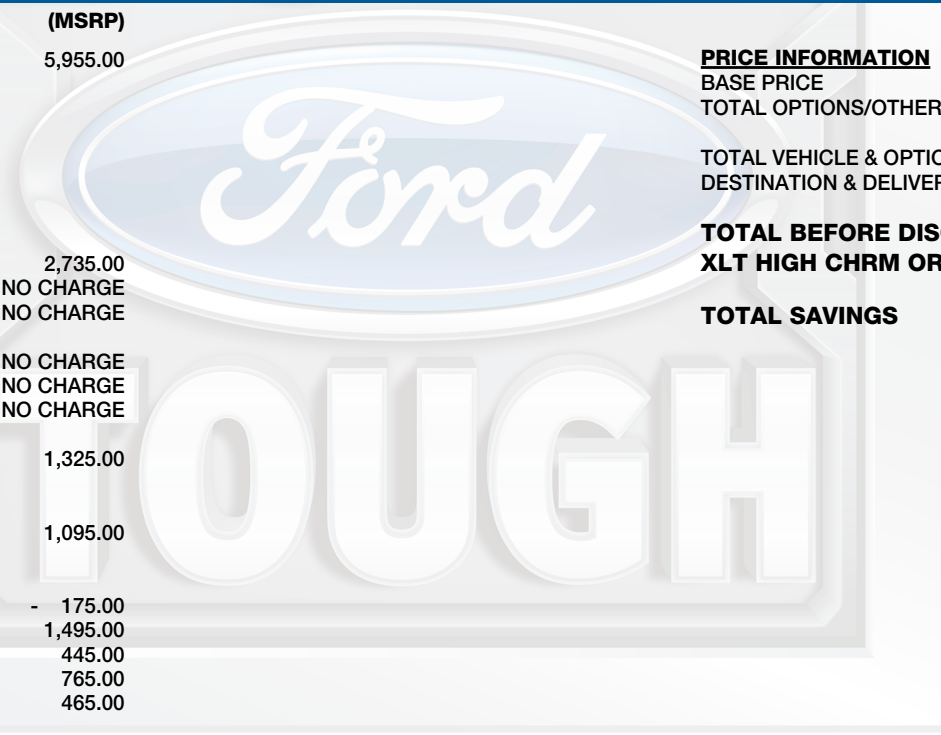 (MSRP)
5,955.00
2,735.00
NO CHARGE
NO CHARGE
NO CHARGE
NO CHARGE
NO CHARGE
1,325.00
1,095.00
- 175.00
1,495.00
445.00
765.00
465.00
PRICE INFORMATION
BASE PRICE
TOTAL OPTIONS/OTHER
TOTAL VEHICLE & OPTIO
DESTINATION & DELIVER
TOTAL BEFORE DIS
XLT HIGH CHRM OR
TOTAL SAVINGS
Ford
TOUGH